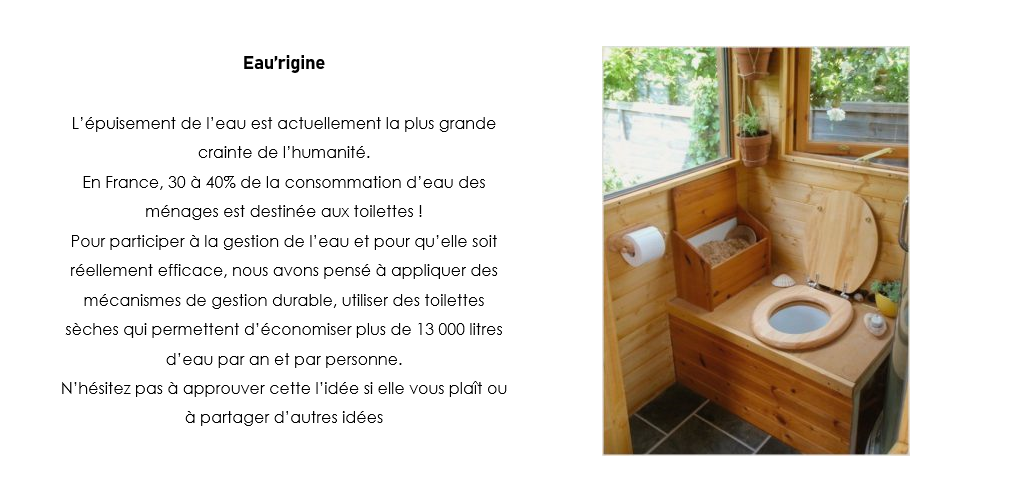 Eau'rigine
L'épuisement de l'eau est actuellement la plus grande
crainte de l'humanité.
En France, 30 à 40% de la consommation d'eau des
ménages est destinée aux toilettes !
Pour participer à la gestion de l'eau et pour qu'elle soit
réellement efficace, nous avons pensé à appliquer des
mécanismes de gestion durable, utiliser des toilettes
sèches qui permettent d'économiser plus de 13 000 litres
d'eau par an et par personne.
N'hésitez pas à approuver cette l'idée si elle vous plaît ou
à partager d'autres idées